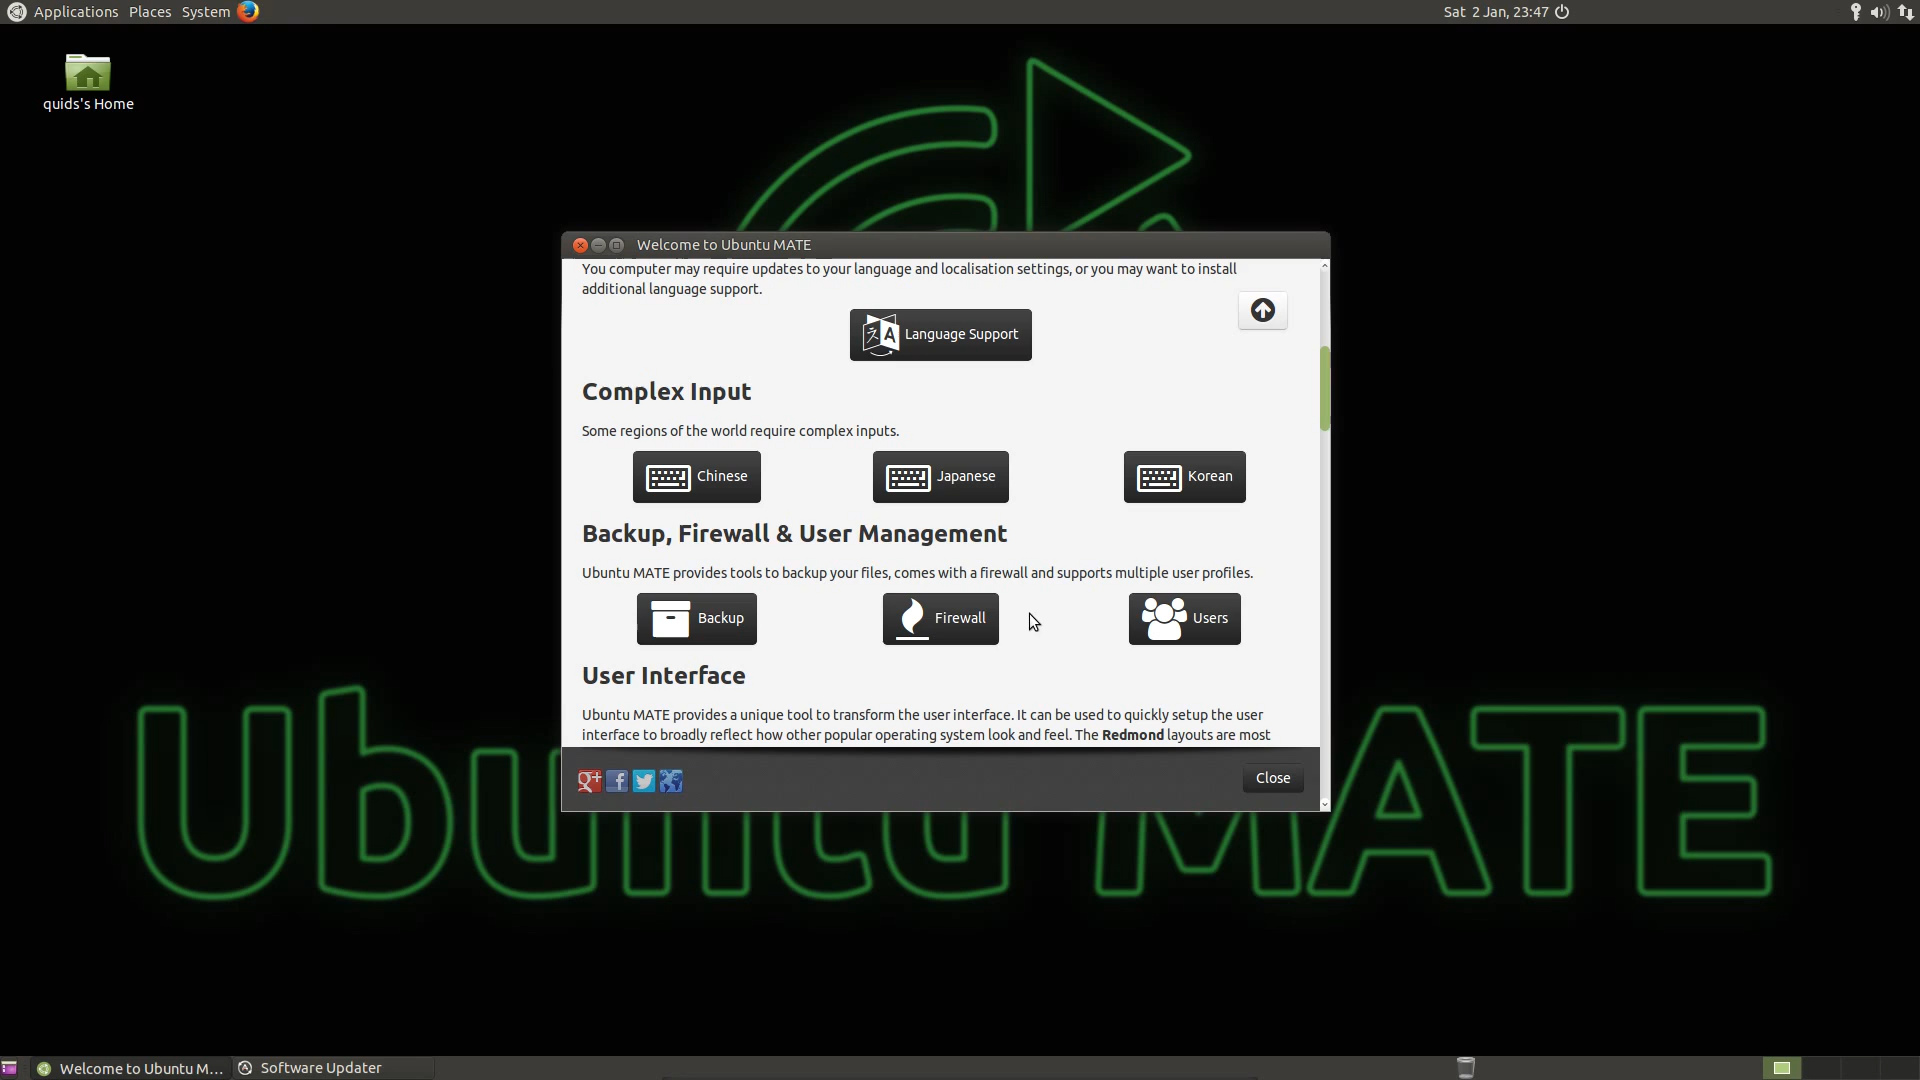 Applications Places System
Sat 2 Jan, 23:47
quids's Home
Welcome to Ubuntu MATE
You computer may require updates to your language and localisation settings, or you may want to install
additional language support.
Language Support
Complex Input
Some regions of the world require complex inputs.
Chinese
Japanese
Korean
Backup, Firewall & User Management
Ubuntu MATE provides tools to backup your files, comes with a firewall and supports multiple user profiles.
Backup
Firewall
Users
User Interface
Ubuntu MATE provides a unique tool to transform the user interface. It can be used to quickly setup the user
interface to broadly reflect how other popular operating system look and feel. The Redmond layouts are most
Close
Ubuntu MATE
Welcome to Ubuntu M...
Software Updater